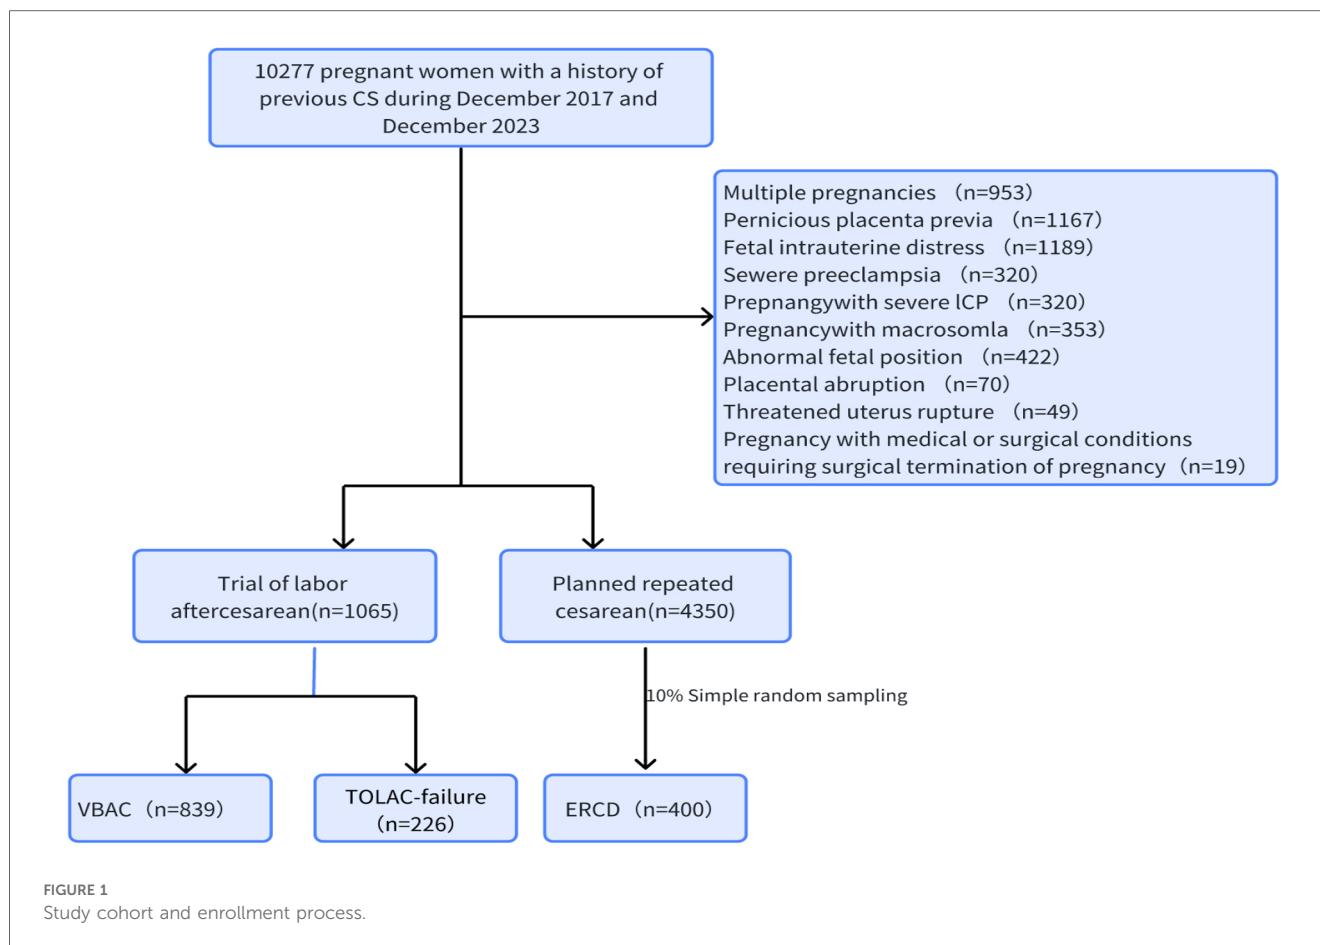 10277 pregnant women with a history of
previous CS during December 2017 and
December 2023
Multiple pregnancies （n=953）
Pernicious placenta previa （n=1167）
Fetal intrauterine distress （n=1189）
Sewere preeclampsia （n=320）
Prepnangywith severe lCP （n=320）
Pregnancywith macrosomla （n=353）
Abnormal fetal position （n=422）
Placental abruption （n=70）
Threatened uterus rupture （n=49）
Pregnancy with medical or surgical conditions
requiring surgical termination of pregnancy（n=19）
Trial of labor
aftercesarean(n=1065)
Planned repeated
cesarean(n=4350)
10% Simple random sampling
VBAC（n=839）
TOLAC-failure
（n=226）
ERCD（n=400）
FIGURE 1
Study cohort and enrollment process.